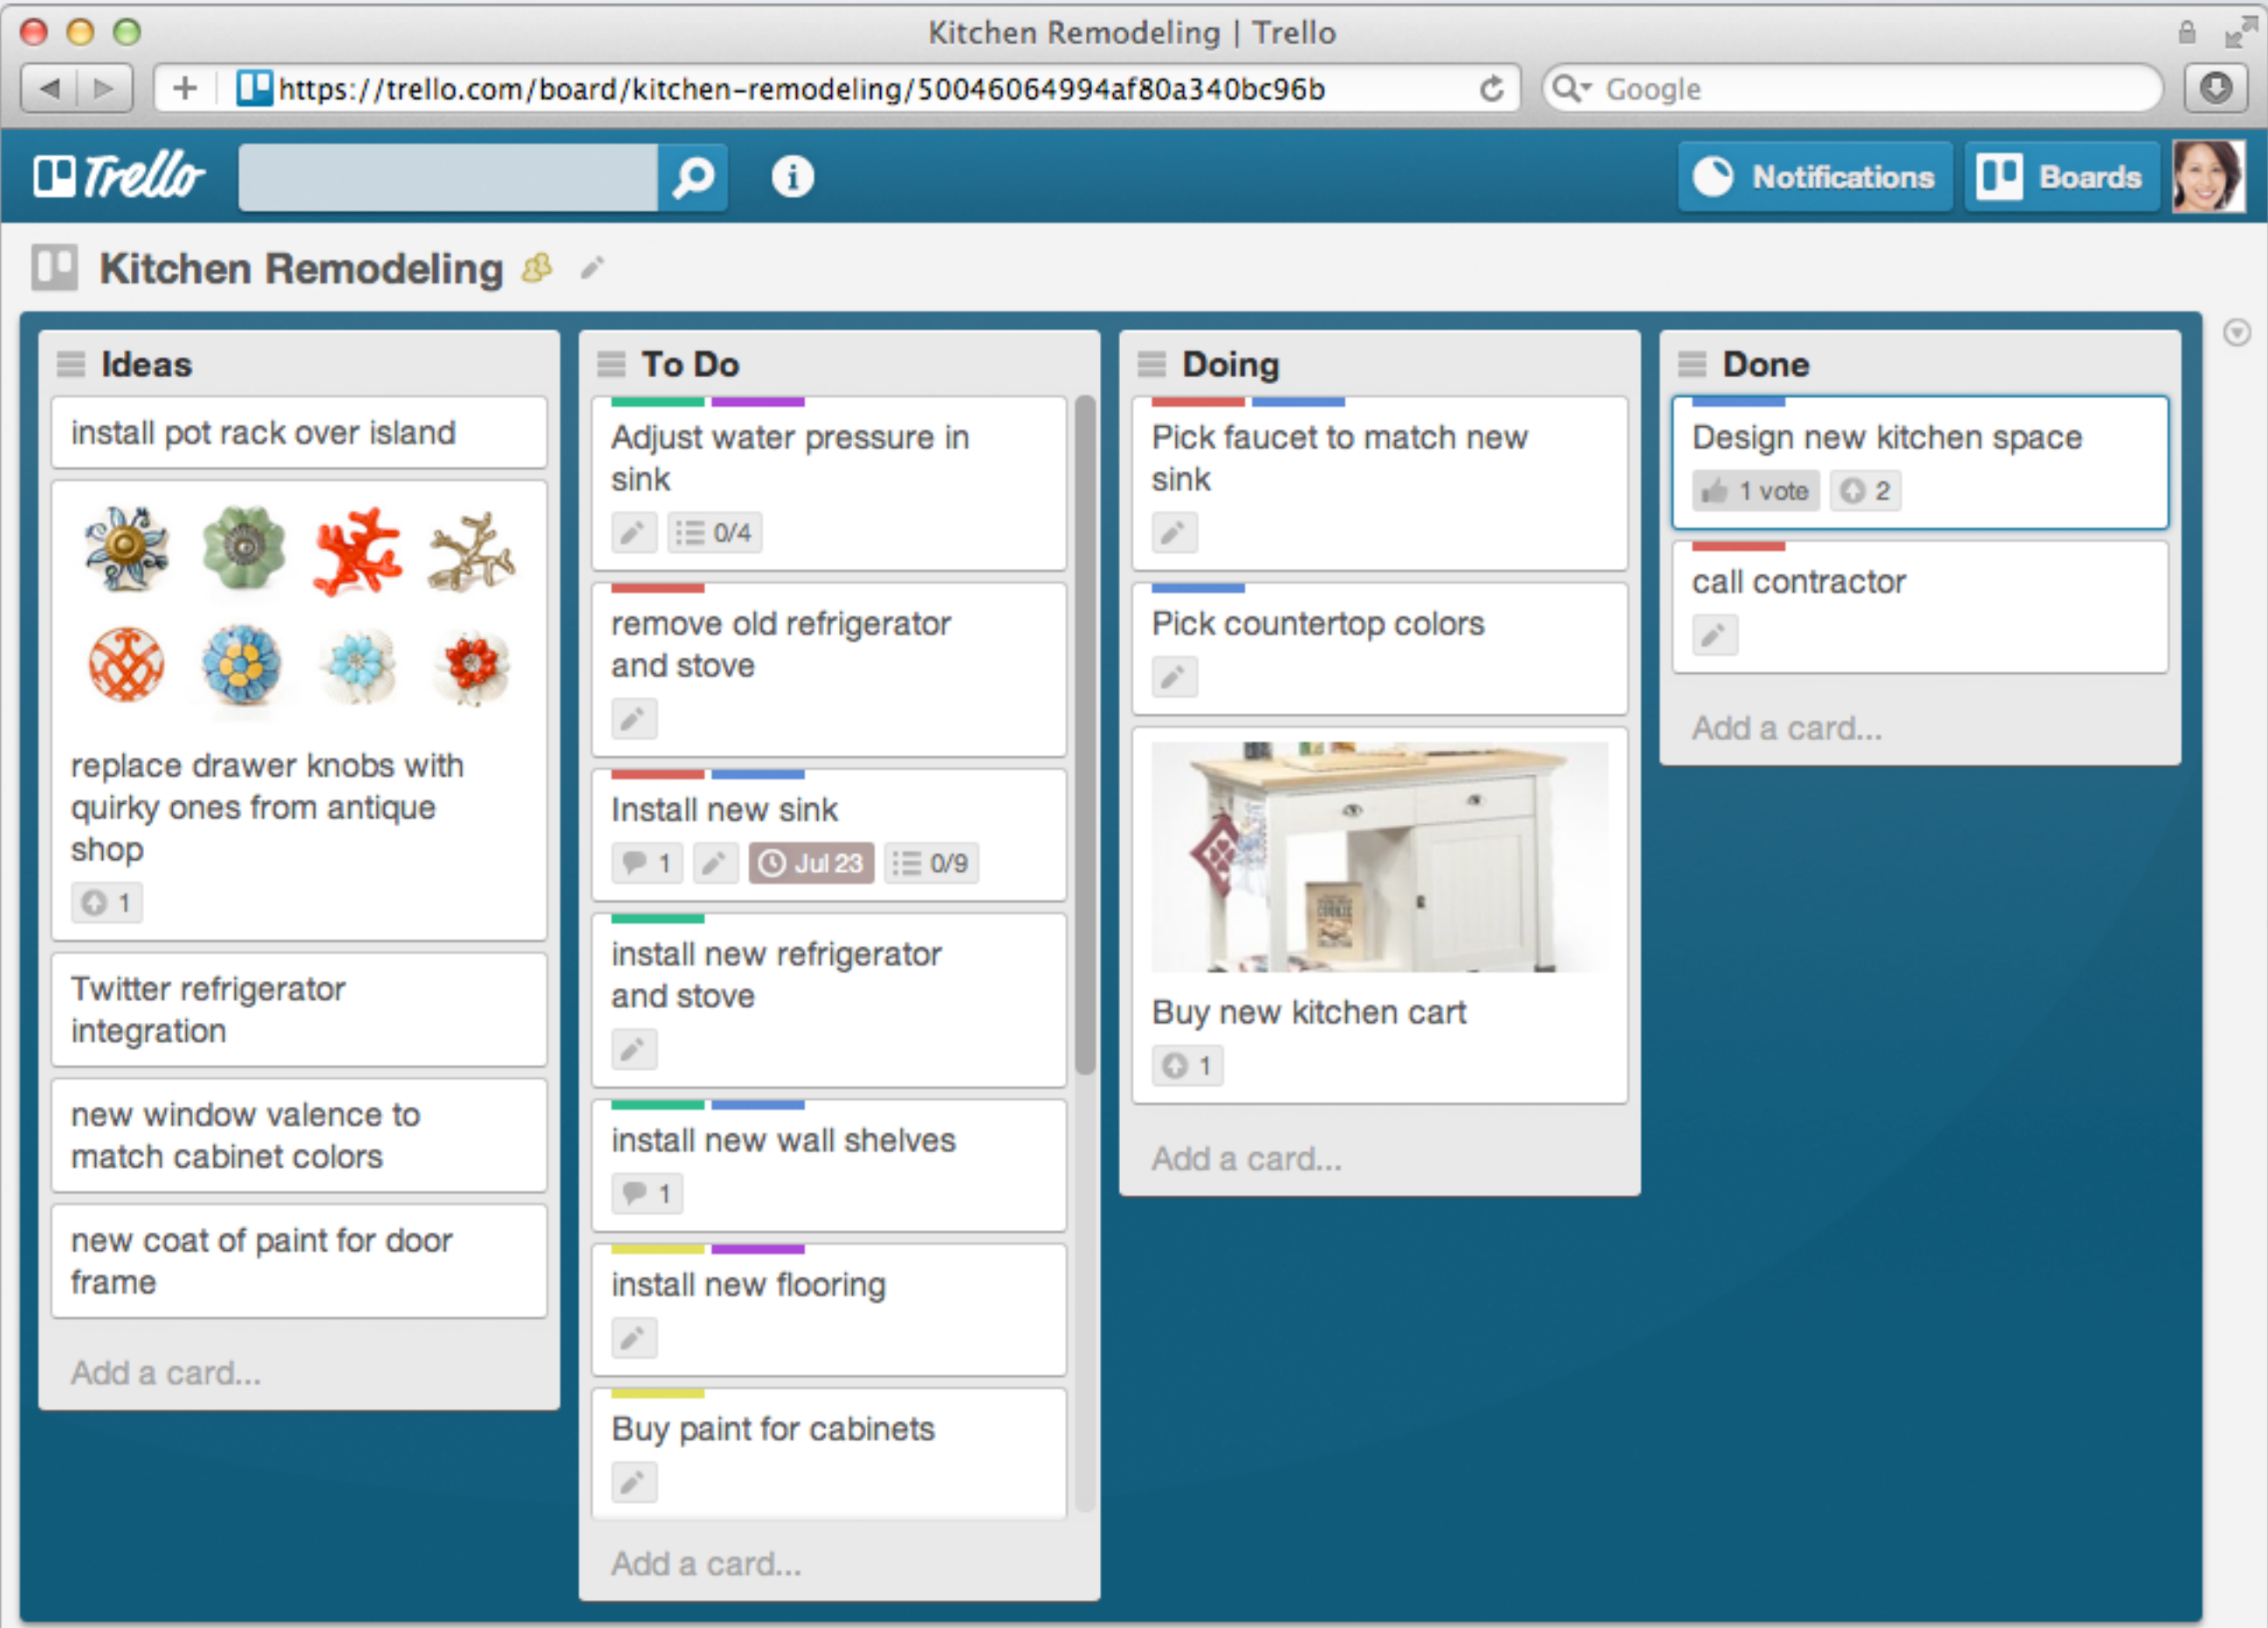 Kitchen Remodeling | Trello
https://trello.com/board/kitchen-remodeling/50046064994af80a340bc96b
Google
Trello
Notifications
Boards
Kitchen Remodeling
Ideas
install pot rack over island
replace drawer knobs with
quirky ones from antique
shop
1
Twitter refrigerator
integration
new window valence to
match cabinet colors
new coat of paint for door
frame
Add a card...
To Do
Adjust water pressure in
sink
0/4
remove old refrigerator
and stove
Install new sink
1 Jul 23 0/9
install new refrigerator
and stove
install new wall shelves
1
install new flooring
Buy paint for cabinets
Add a card...
Doing
Pick faucet to match new
sink
Pick countertop colors
Buy new kitchen cart
1
Add a card...
Done
Design new kitchen space
1 vote 2
call contractor
Add a card...